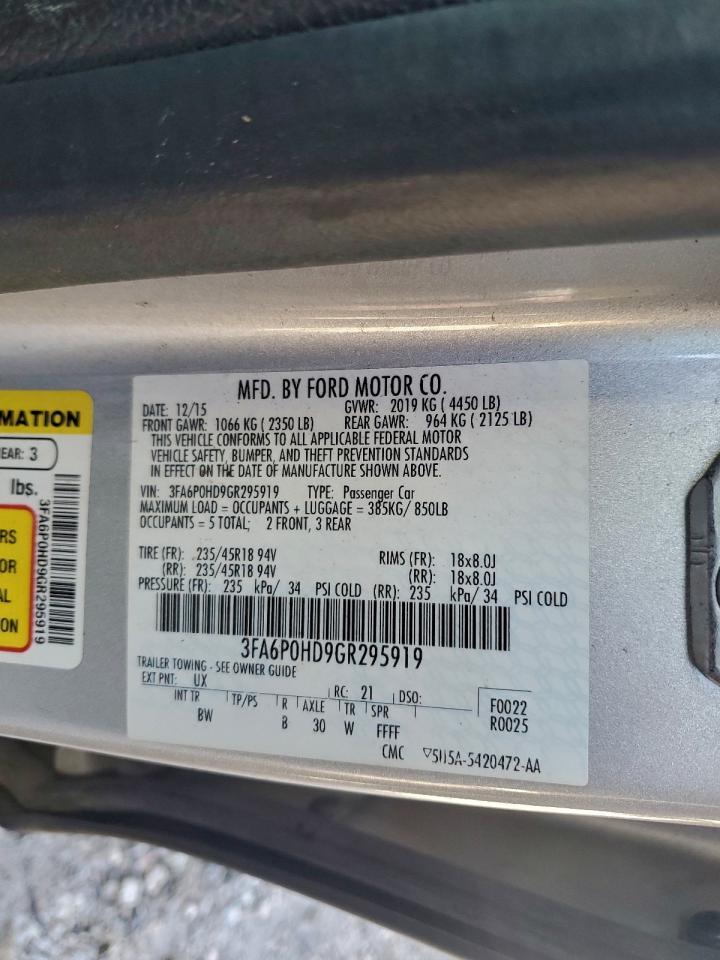 MFD. BY FORD MOTOR CO.
DATE: 12/15 GVWR: 2019 KG ( 4450 LB)
FRONT GAWR: 1066 KG ( 2350 LB) REAR GAWR: 964 KG ( 2125 LB)
THIS VEHICLE CONFORMS TO ALL APPLICABLE FEDERAL MOTOR
VEHICLE SAFETY, BUMPER, AND THEFT PREVENTION STANDARDS
IN EFFECT ON THE DATE OF MANUFACTURE SHOWN ABOVE.
VIN: 3FA6P0HD9GR295919 TYPE: Passenger Car
MAXIMUM LOAD = OCCUPANTS + LUGGAGE = 385KG/ 850LB
OCCUPANTS = 5 TOTAL; 2 FRONT, 3 REAR
TIRE (FR): 235/45R18 94V RIMS (FR): 18x8.0J
(RR): 235/45R18 94V (RR): 18x8.0J
PRESSURE (FR): 235 kPa/ 34 PSI COLD (RR): 235 kPa/ 34 PSI COLD
3FA6P0HD9GR295919
TRAILER TOWING - SEE OWNER GUIDE
EXT PNT: UX RC: 21 DSO: F0022
INT TR TP/PS R AXLE TR SPR R0025
BW B 30 W FFFF
CMC 5U5A-5420472-AA
MATION
EAR: 3
lbs.
RS
OR
AL
ON
3FA6P0HD9GR295919